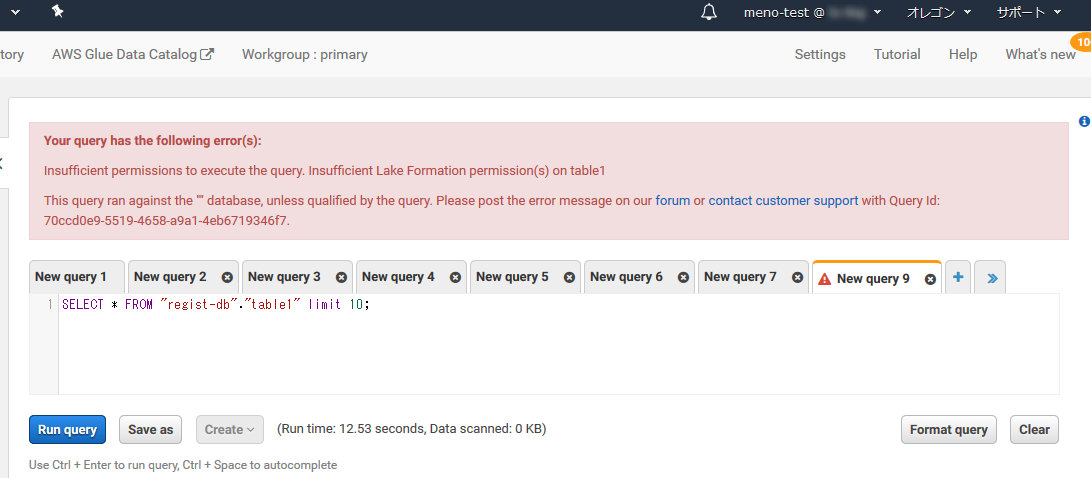 meno-test @ オレゴン サポート
tory AWS Glue Data Catalog Workgroup : primary Settings Tutorial Help What's new 10
Your query has the following error(s):
Insufficient permissions to execute the query. Insufficient Lake Formation permission(s) on table1
This query ran against the "" database, unless qualified by the query. Please post the error message on our forum or contact customer support with Query Id:
70ccd0e9-5519-4658-a9a1-4eb6719346f7.
New query 1 New query 2 New query 3 New query 4 New query 5 New query 6 New query 7 New query 9
1 SELECT * FROM "regist-db"."table1" limit 10;
Run query Save as Create (Run time: 12.53 seconds, Data scanned: 0 KB) Format query Clear
Use Ctrl + Enter to run query, Ctrl + Space to autocomplete